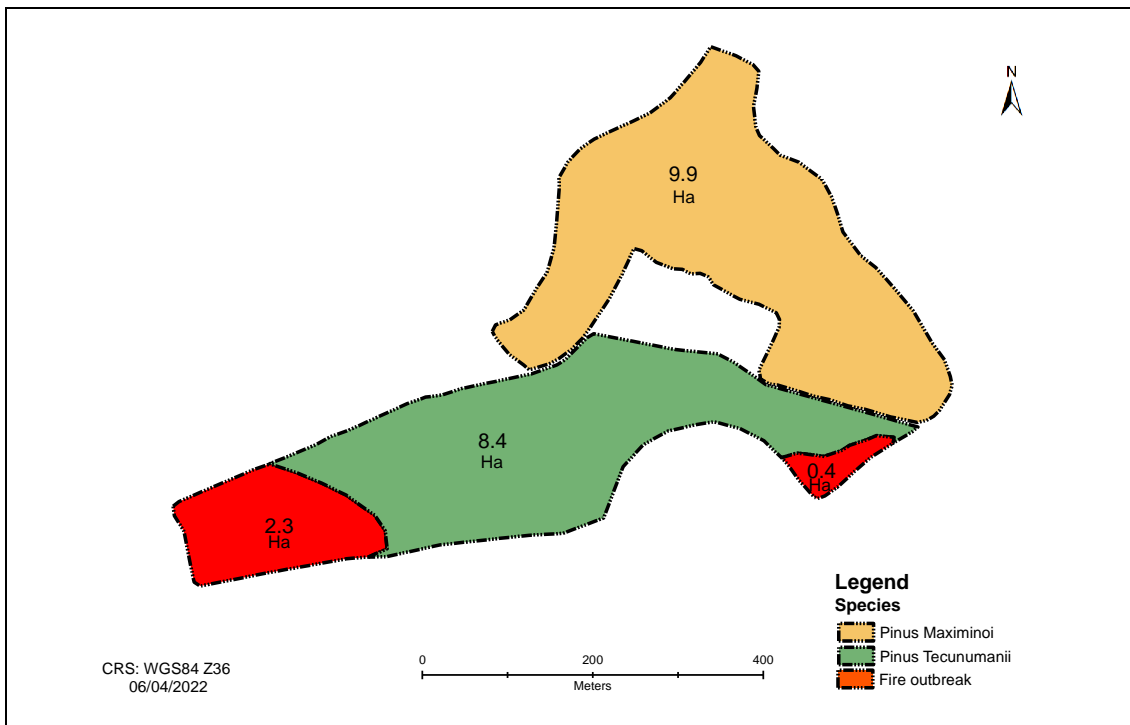 N
9.9
Ha
8.4
Ha
0.4
Ha
2.3
Ha
Legend
Species
Pinus Maximinoi
Pinus Tecunumanii
Fire outbreak
CRS: WGS84 Z36
06/04/2022
0 200 400
Meters